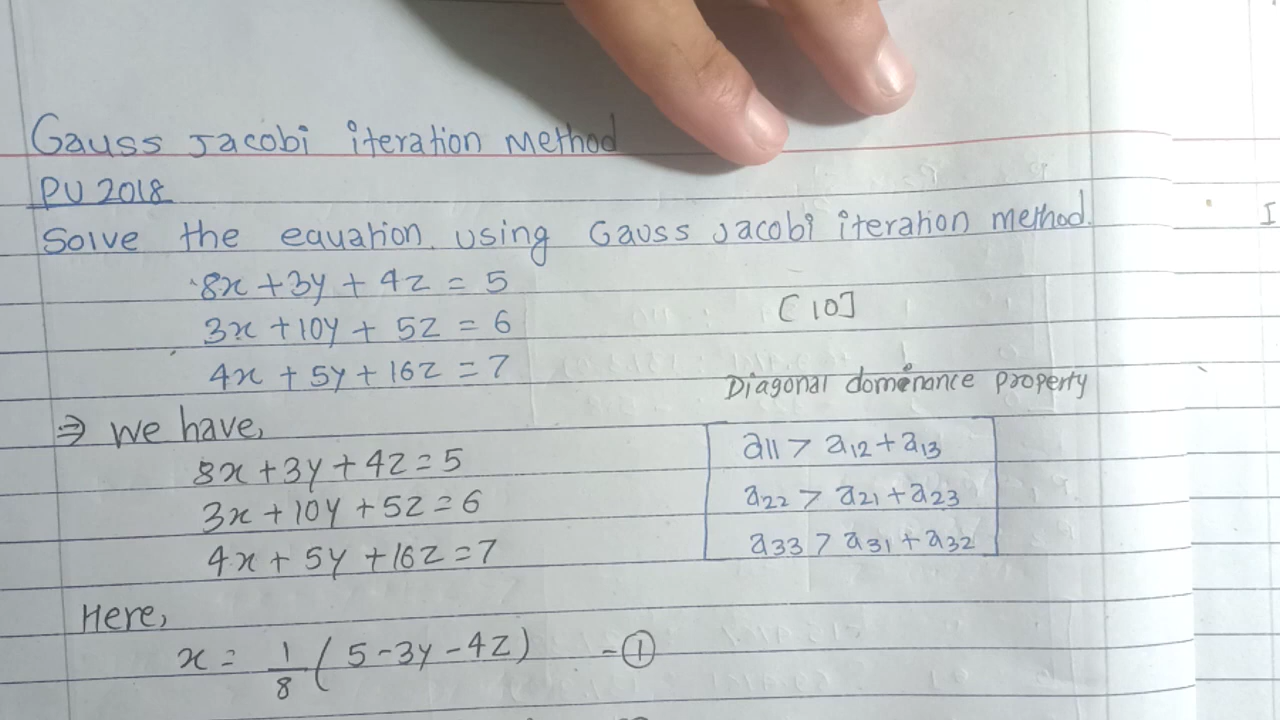 Gauss Jacobi iteration method
PU 2018
Solve the equation using Gauss Jacobi iteration method.
8x + 3y + 4z = 5
[10]
3x + 10y + 5z = 6
4x + 5y + 16z = 7
Diagonal dominance property
⇒ We have,
8x + 3y + 4z = 5
3x + 10y + 5z = 6
4x + 5y + 16z = 7
a11 > a12 + a13
a22 > a21 + a23
a33 > a31 + a32
Here,
x = 1/8 ( 5 - 3y - 4z ) - ①
I